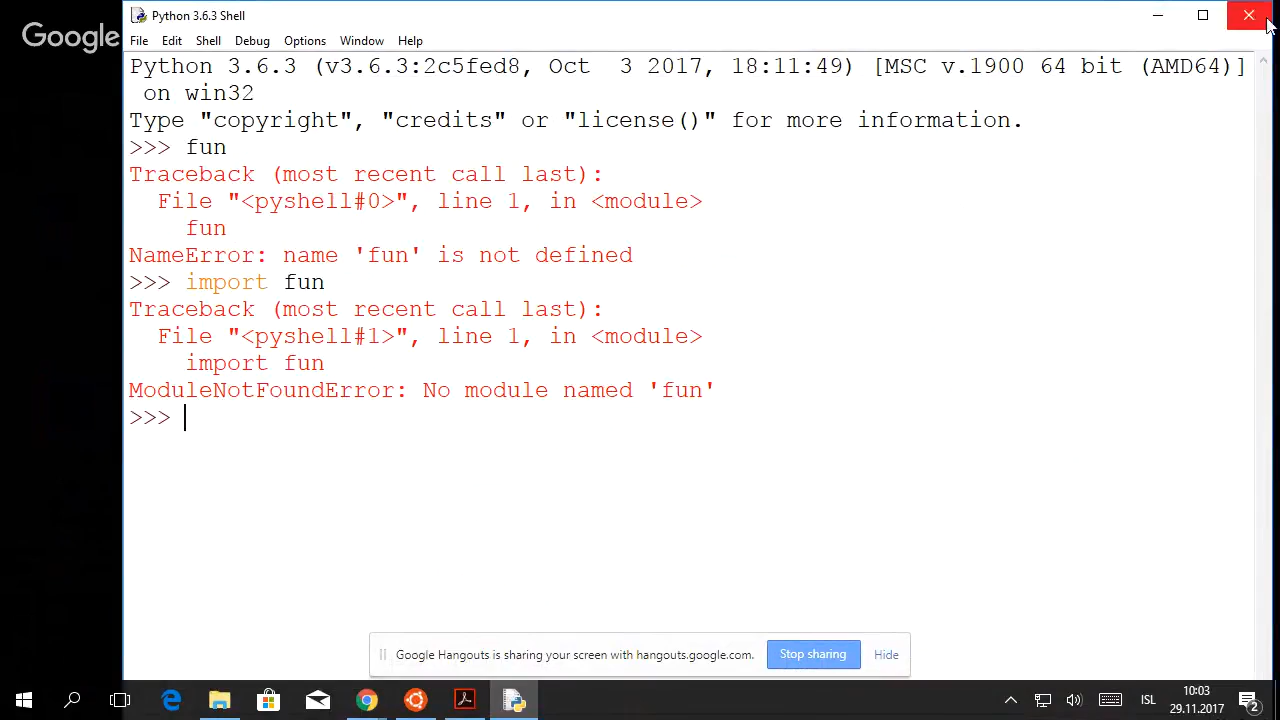 Google
Python 3.6.3 Shell
File Edit Shell Debug Options Window Help
Python 3.6.3 (v3.6.3:2c5fed8, Oct  3 2017, 18:11:49) [MSC v.1900 64 bit (AMD64)]
 on win32
Type "copyright", "credits" or "license()" for more information.
>>> fun
Traceback (most recent call last):
  File "<pyshell#0>", line 1, in <module>
    fun
NameError: name 'fun' is not defined
>>> import fun
Traceback (most recent call last):
  File "<pyshell#1>", line 1, in <module>
    import fun
ModuleNotFoundError: No module named 'fun'
>>>
Google Hangouts is sharing your screen with hangouts.google.com. Stop sharing Hide
ISL
10:03
29.11.2017
2